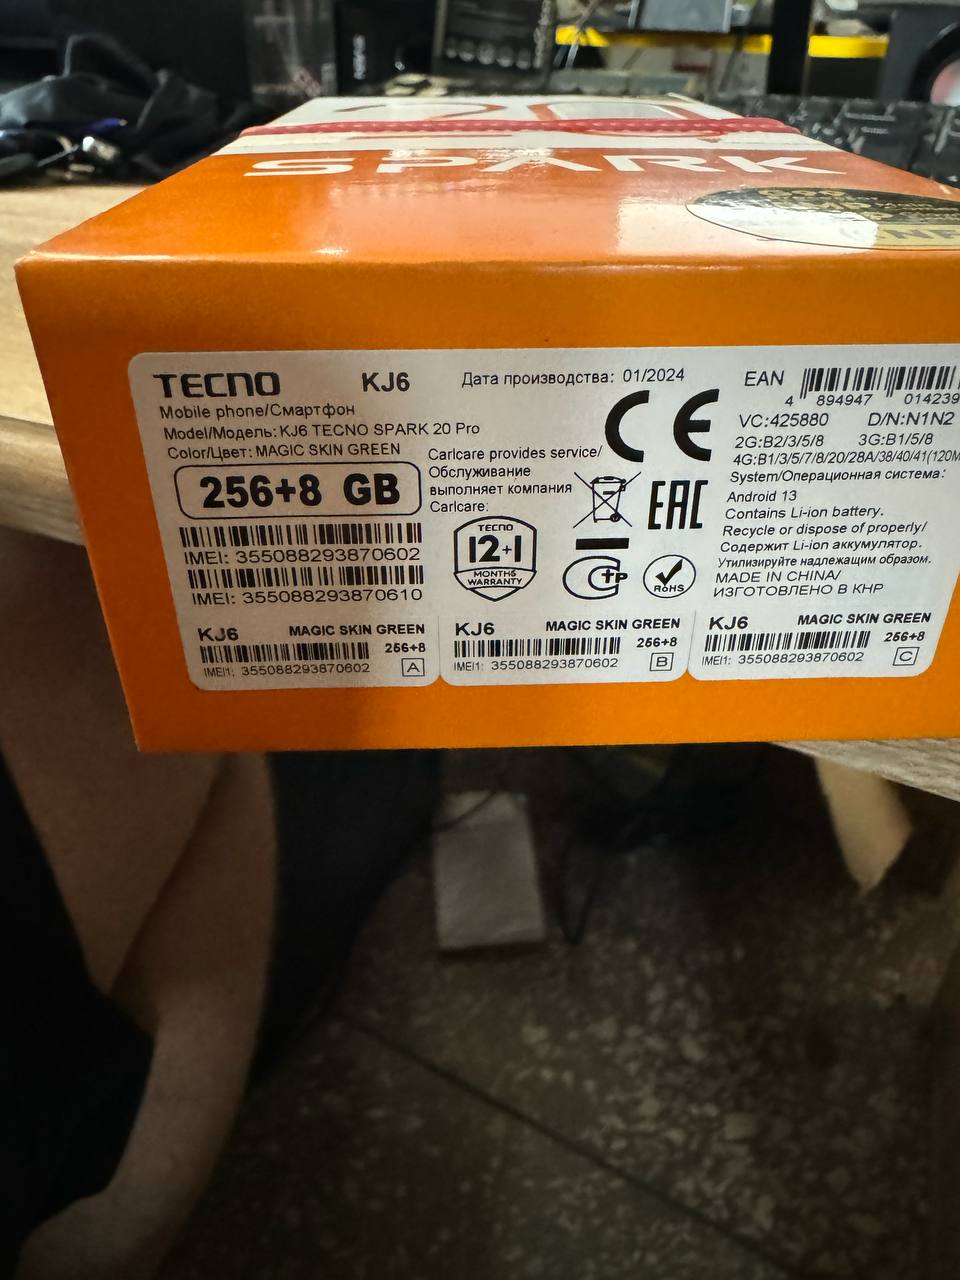 20
SPARK
TECNO KJ6 Дата производства: 01/2024 EAN
4 894947 014239
Mobile phone/Смартфон
Model/Модель: KJ6 TECNO SPARK 20 Pro
Color/Цвет: MAGIC SKIN GREEN
256+8 GB
IMEI: 355088293870602
IMEI: 355088293870610
Carlcare provides service/
Обслуживание
выполняет компания
Carlcare:
CE
EAC
TECNO
12+1
MONTHS
WARRANTY
RoHS
VC:425880 D/N:N1N2
2G:B2/3/5/8 3G:B1/5/8
4G:B1/3/5/7/8/20/28A/38/40/41(120M
System/Операционная система:
Android 13
Contains Li-ion battery.
Recycle or dispose of properly/
Содержит Li-ion аккумулятор.
Утилизируйте надлежащим образом.
MADE IN CHINA/
ИЗГОТОВЛЕНО В КНР
KJ6 MAGIC SKIN GREEN
256+8
IMEI1: 355088293870602 A
KJ6 MAGIC SKIN GREEN
256+8
IMEI1: 355088293870602 B
KJ6 MAGIC SKIN GREEN
256+8
IMEI1: 355088293870602 C